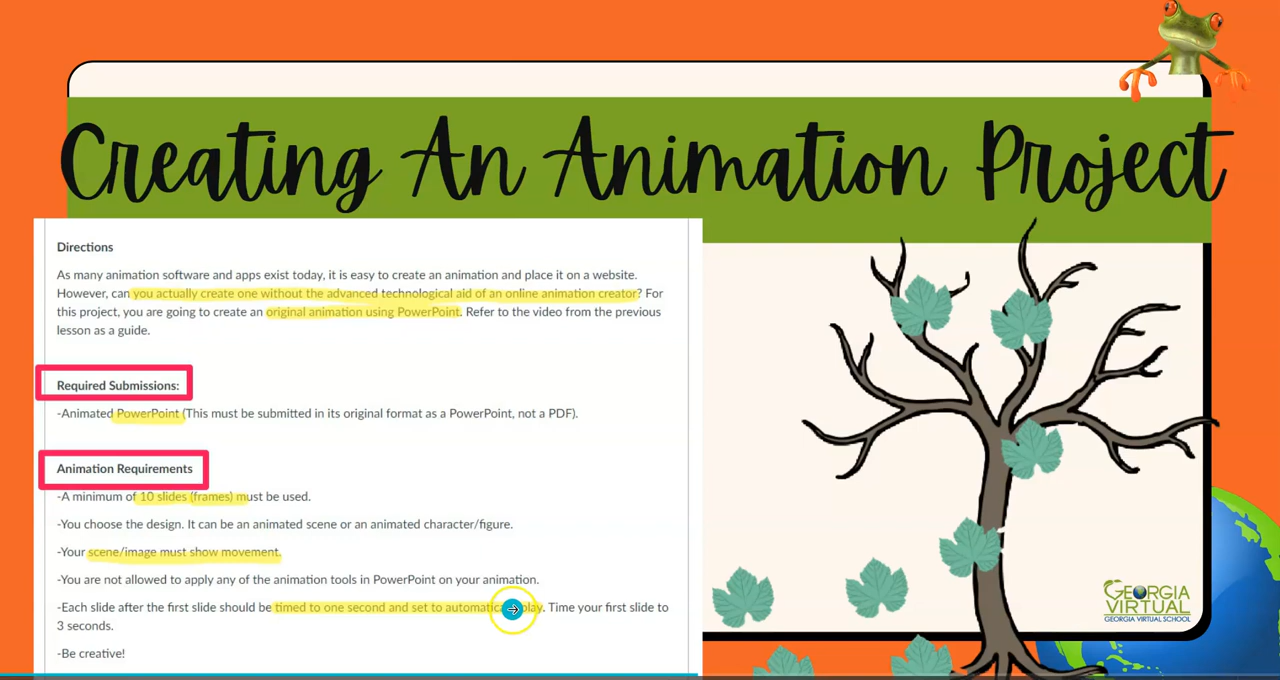 Creating An Animation Project
Directions
As many animation software and apps exist today, it is easy to create an animation and place it on a website.
However, can you actually create one without the advanced technological aid of an online animation creator? For
this project, you are going to create an original animation using PowerPoint. Refer to the video from the previous
lesson as a guide.
Required Submissions:
-Animated PowerPoint (This must be submitted in its original format as a PowerPoint, not a PDF).
Animation Requirements
-A minimum of 10 slides (frames) must be used.
-You choose the design. It can be an animated scene or an animated character/figure.
-Your scene/image must show movement.
-You are not allowed to apply any of the animation tools in PowerPoint on your animation.
-Each slide after the first slide should be timed to one second and set to play. Time your first slide to
3 seconds.
-Be creative!
GEORGIA
VIRTUAL
GEORGIA VIRTUAL SCHOOL